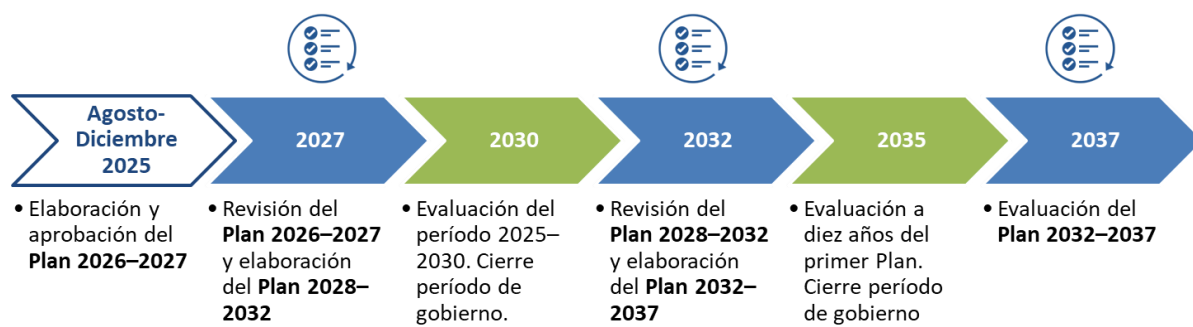 Agosto-
Diciembre
2025
2027
2030
2032
2035
2037
• Elaboración y
aprobación del
Plan 2026–2027
• Revisión del
Plan 2026–2027
y elaboración
del Plan 2028–
2032
• Evaluación del
período 2025–
2030. Cierre
período de
gobierno.
• Revisión del
Plan 2028–2032
y elaboración
del Plan 2032–
2037
• Evaluación a
diez años del
primer Plan.
Cierre período
de gobierno
• Evaluación del
Plan 2032–2037